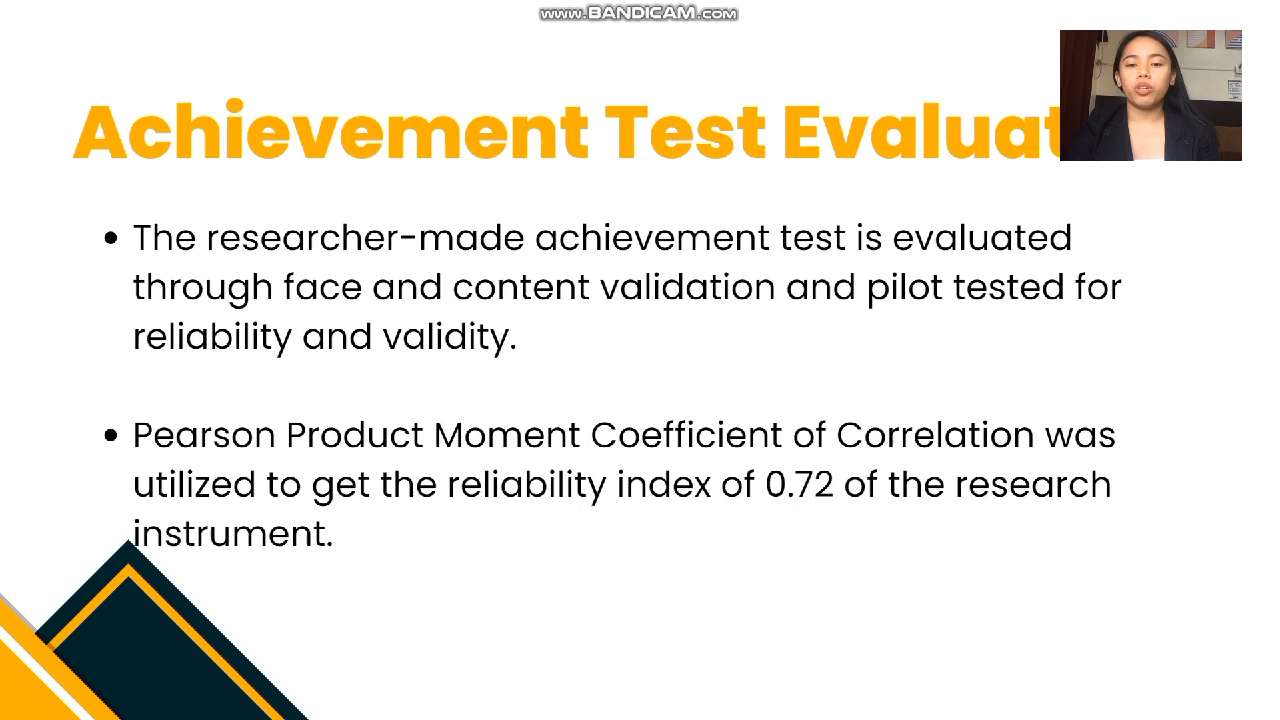 www.BANDICAM.com
Achievement Test Evaluat
• The researcher-made achievement test is evaluated
through face and content validation and pilot tested for
reliability and validity.
• Pearson Product Moment Coefficient of Correlation was
utilized to get the reliability index of 0.72 of the research
instrument.